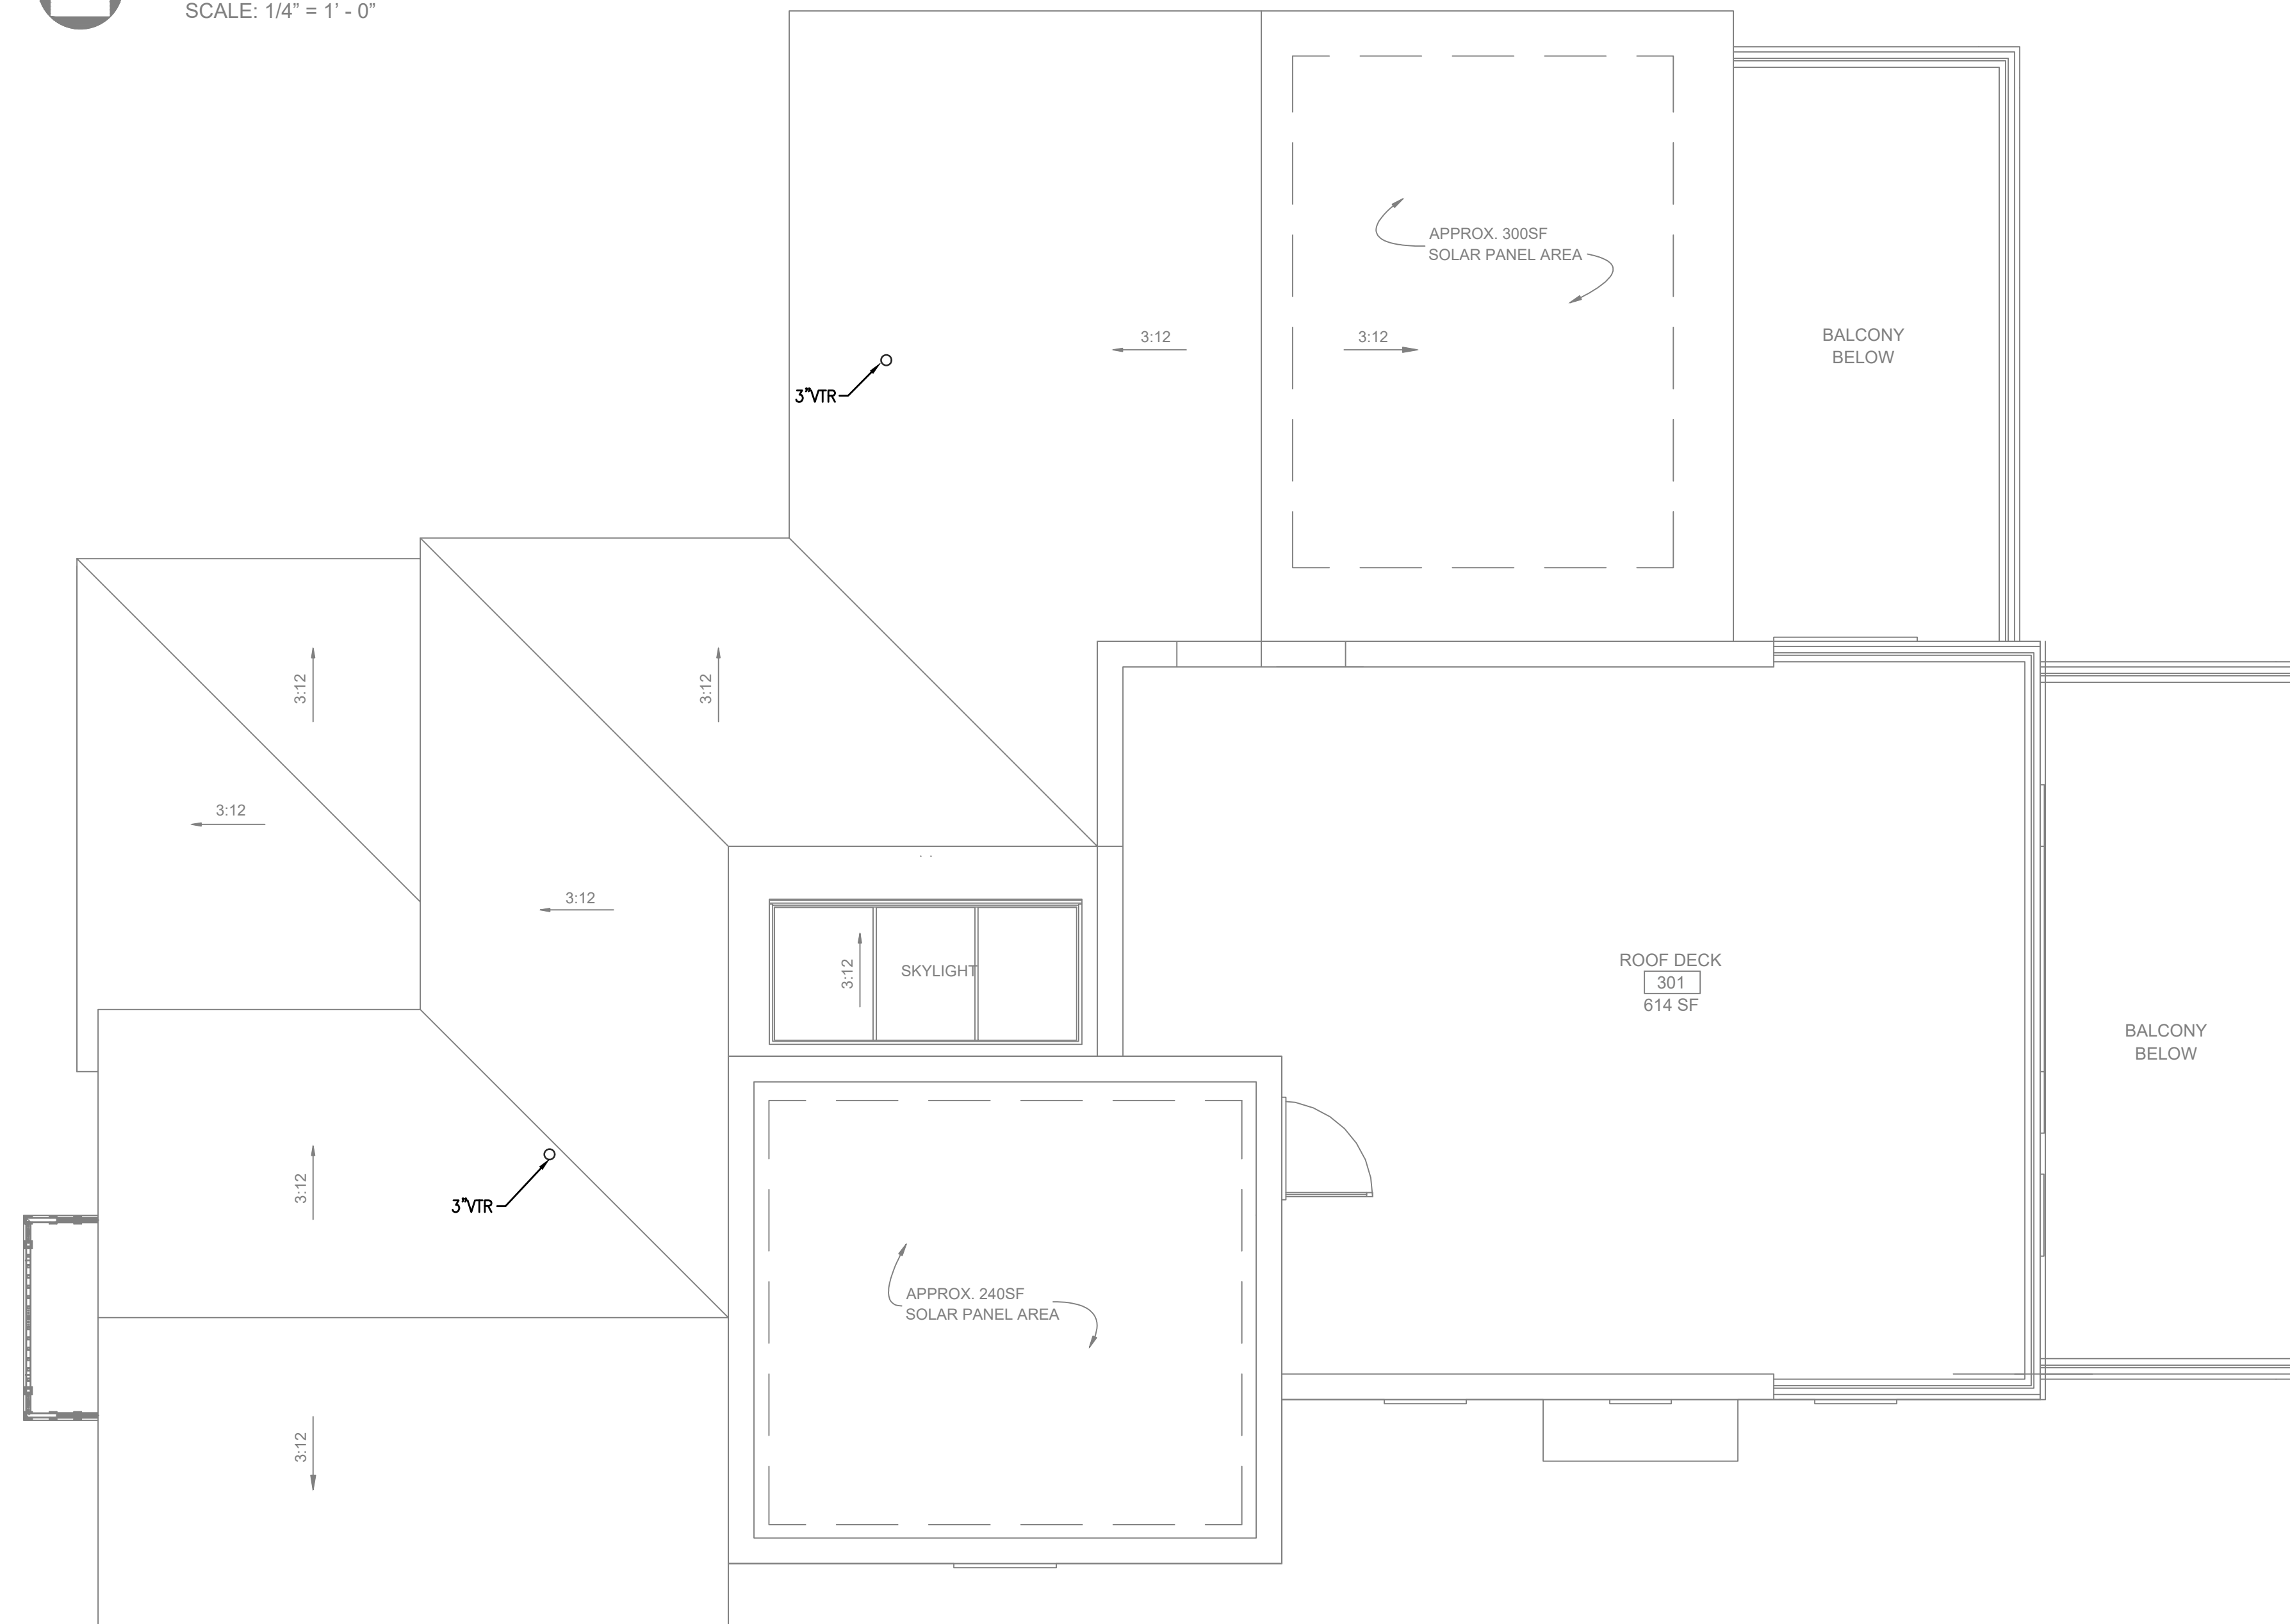 SCALE: 1/4” = 1’ - 0”
APPROX. 300SF
SOLAR PANEL AREA
3:12
3:12
BALCONY
BELOW
3"VTR
3:12
3:12
3:12
3:12
3:12
SKYLIGHT
ROOF DECK
301
614 SF
BALCONY
BELOW
3:12
3"VTR
APPROX. 240SF
SOLAR PANEL AREA
3:12